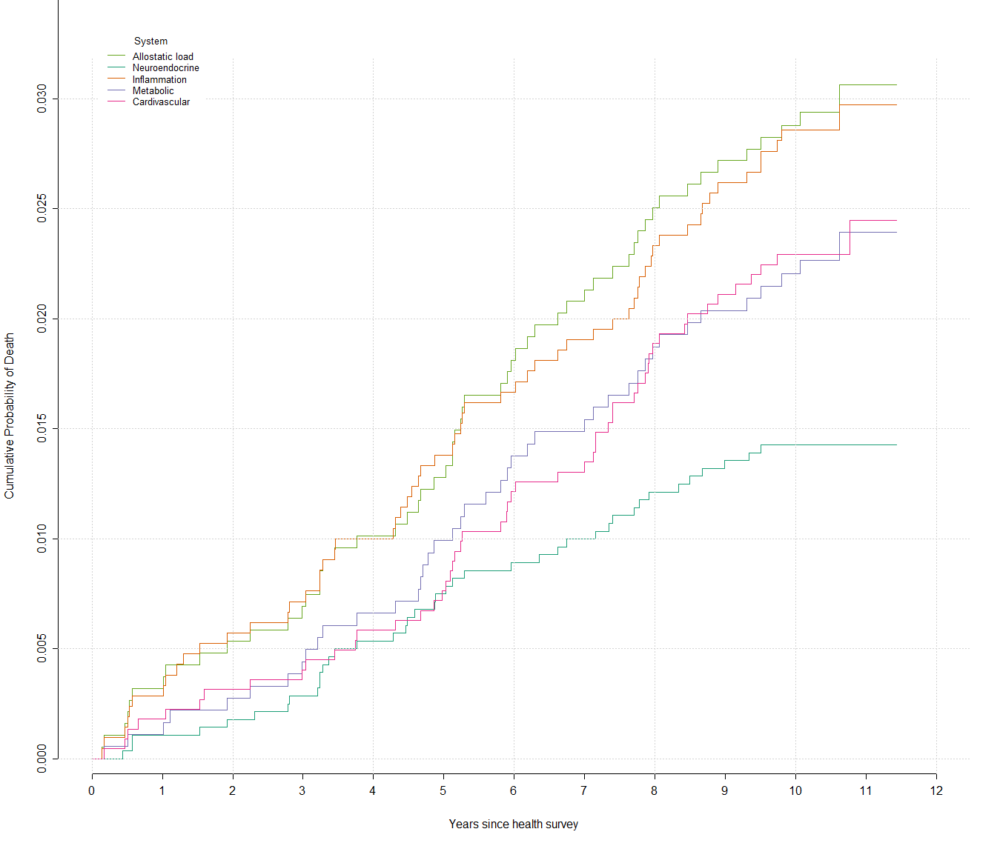 System
Allostatic load
Neuroendocrine
Inflammation
Metabolic
Cardivascular
0.030
0.025
0.020
0.015
0.010
0.005
0.000
Cumulative Probability of Death
0 1 2 3 4 5 6 7 8 9 10 11 12
Years since health survey